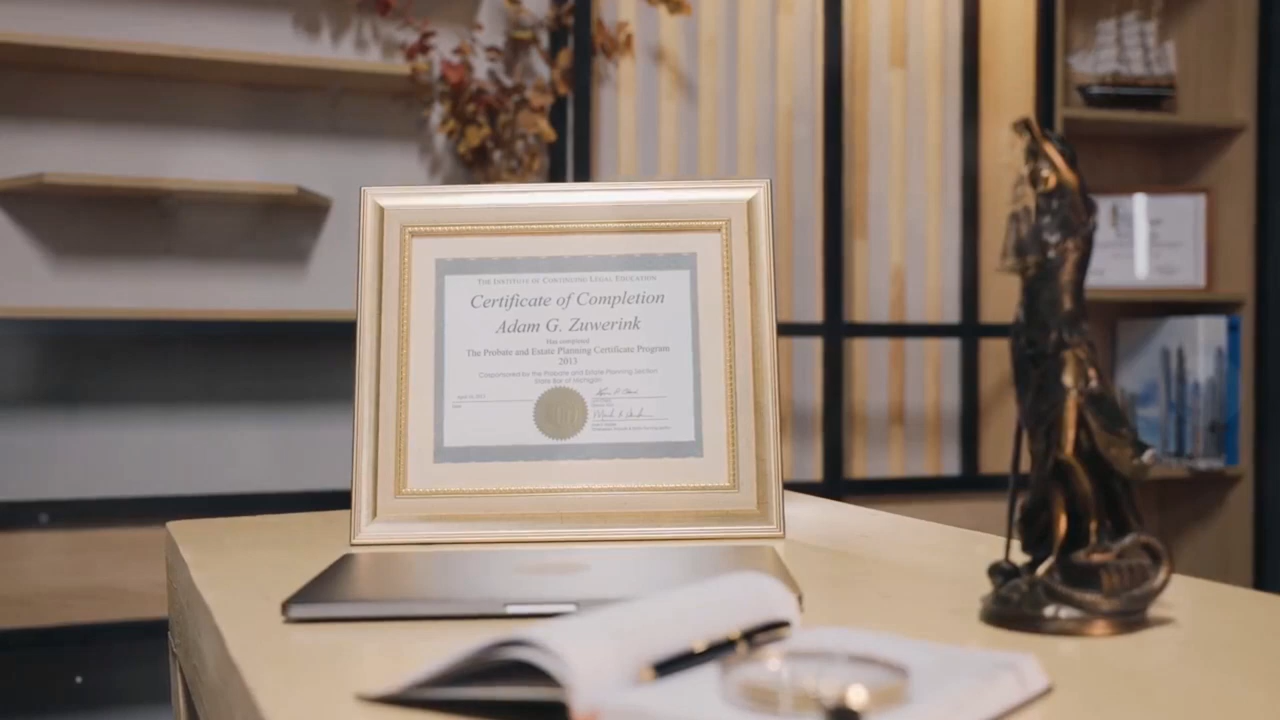 THE INSTITUTE OF CONTINUING LEGAL EDUCATION
Certificate of Completion
Adam G. Zuwerink
Has completed
The Probate and Estate Planning Certificate Program
2013
Cosponsored by the Probate and Estate Planning Section
State Bar of Michigan